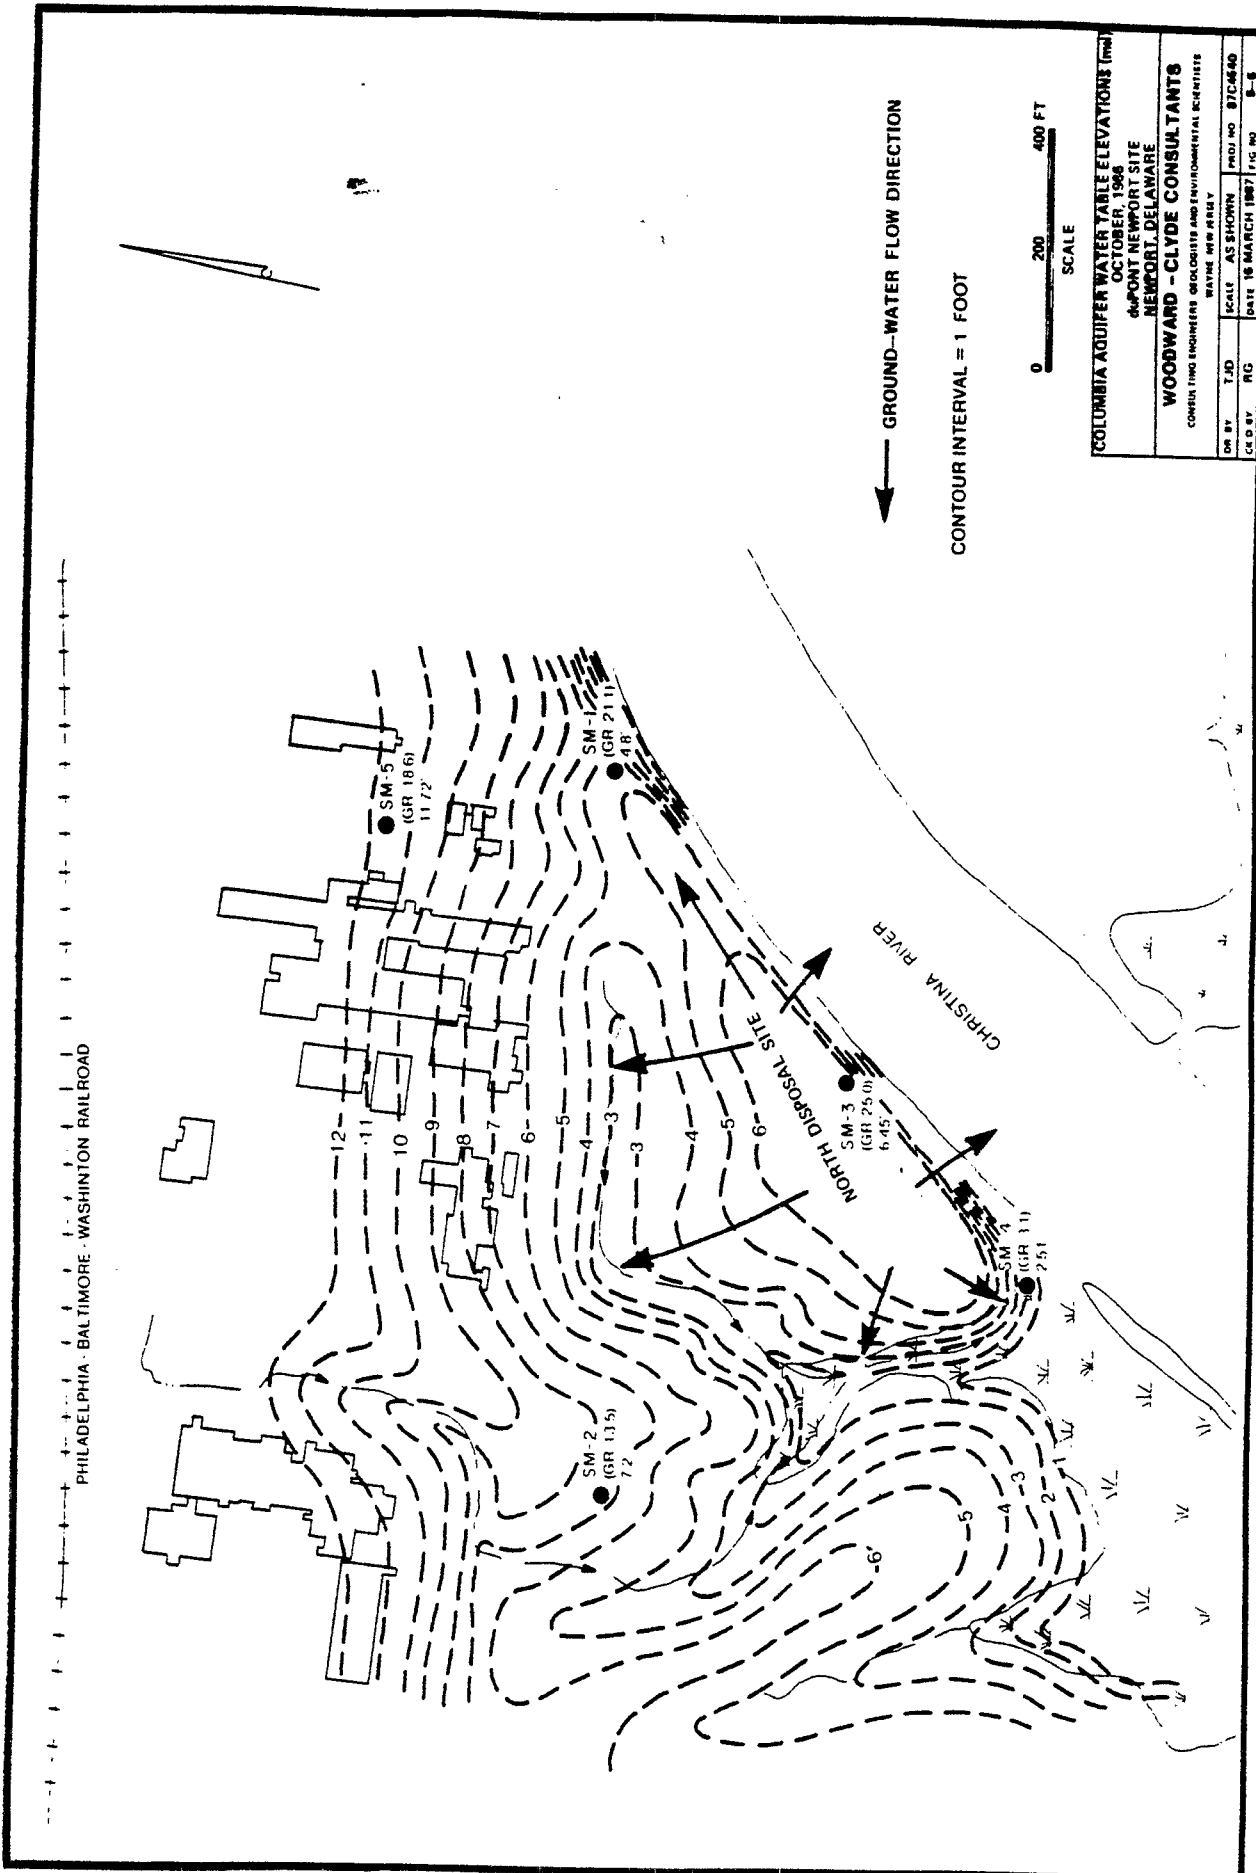 PHILADELPHIA - BALTIMORE - WASHINTON RAILROAD
12
11
10
9
8
7
6
5
4
3
3
4
5
6
SM-5
(GR 18.6)
11.72'
SM-1
(GR 21.1)
4.8'
SM-2
(GR 13.5)
7.2
SM-3
(GR 25.0)
6.45'
SM-4
(GR 3.1)
2.51
NORTH DISPOSAL SITE
CHRISTINA RIVER
6'
5
4
3
2
1
GROUND-WATER FLOW DIRECTION
CONTOUR INTERVAL = 1 FOOT
0 200 400 FT
SCALE
COLUMBIA AQUIFER WATER TABLE ELEVATIONS (msl)
OCTOBER, 1986
duPONT NEWPORT SITE
NEWPORT, DELAWARE
WOODWARD - CLYDE CONSULTANTS
CONSULTING ENGINEERS GEOLOGISTS AND ENVIRONMENTAL SCIENTISTS
WAYNE NEW JERSEY
DR BY TJD SCALE AS SHOWN PROJ NO 87C4640
CK'D BY RG DATE 16 MARCH 1987 FIG NO 5-6